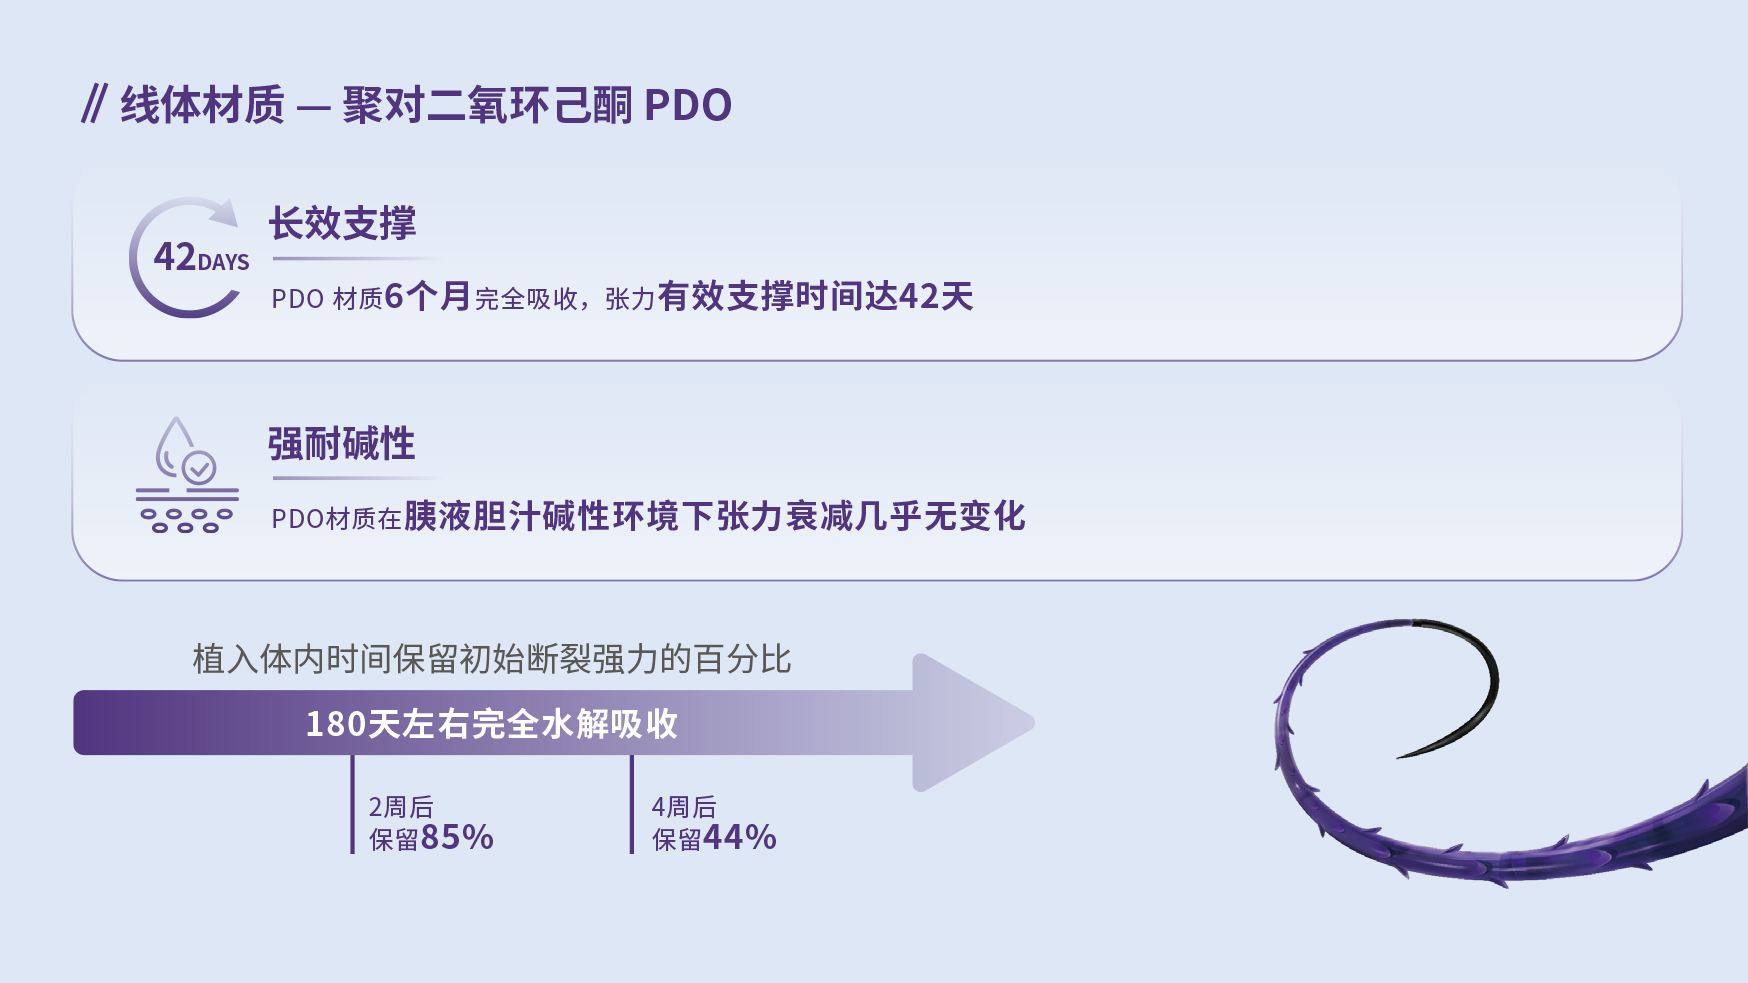 // 线体材质 — 聚对二氧环己酮 PDO
42DAYS
长效支撑
PDO 材质6个月完全吸收，张力有效支撑时间达42天
强耐碱性
PDO材质在胰液胆汁碱性环境下张力衰减几乎无变化
植入体内时间保留初始断裂强力的百分比
180天左右完全水解吸收
2周后
保留85%
4周后
保留44%